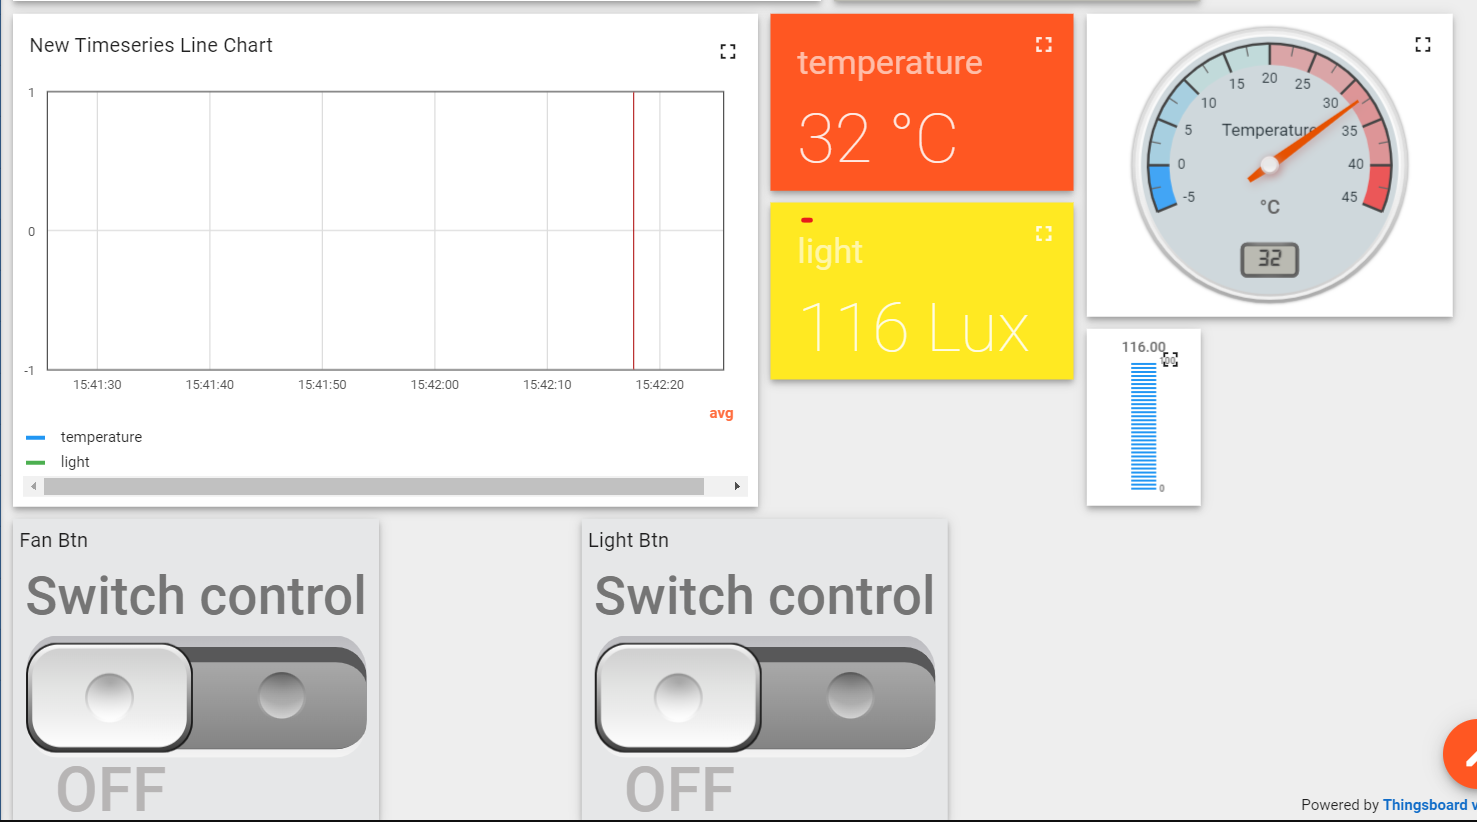 New Timeseries Line Chart
1
0
-1
15:41:30 15:41:40 15:41:50 15:42:00 15:42:10 15:42:20
avg
temperature
light
temperature
32 °C
light
116 Lux
-5 0 5 10 15 20 25 30 35 40 45
Temperature
°C
32
116.00
100
0
Fan Btn
Switch control
OFF
Light Btn
Switch control
OFF
Powered by Thingsboard v